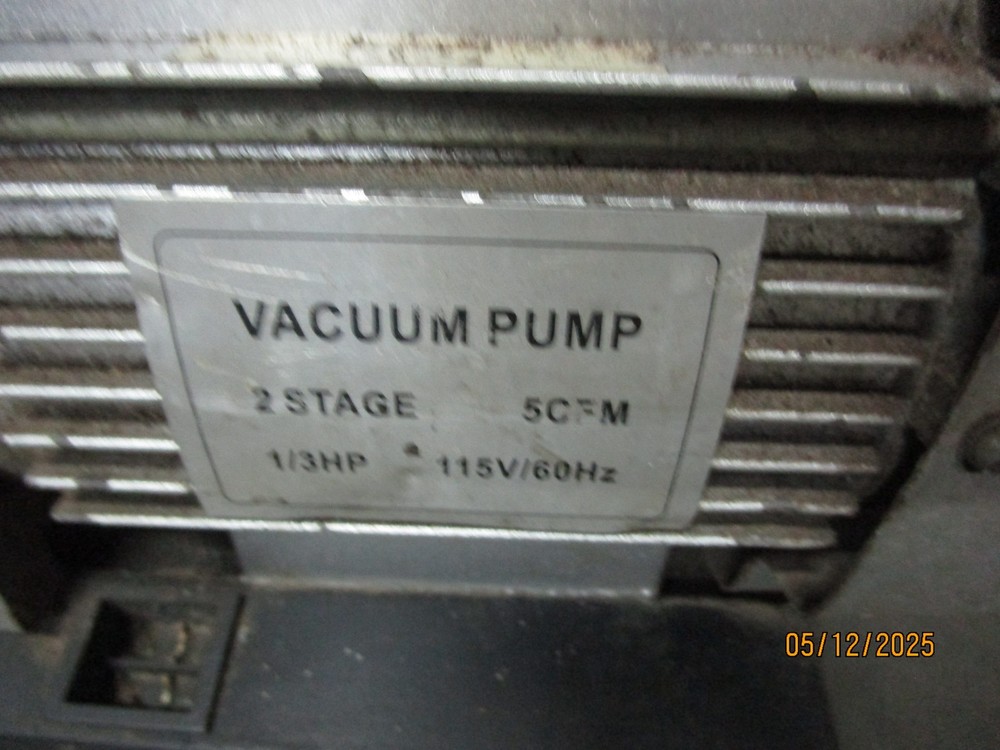 VACUUM PUMP
2 STAGE 5CFM
1/3HP 115V/60Hz
05/12/2025